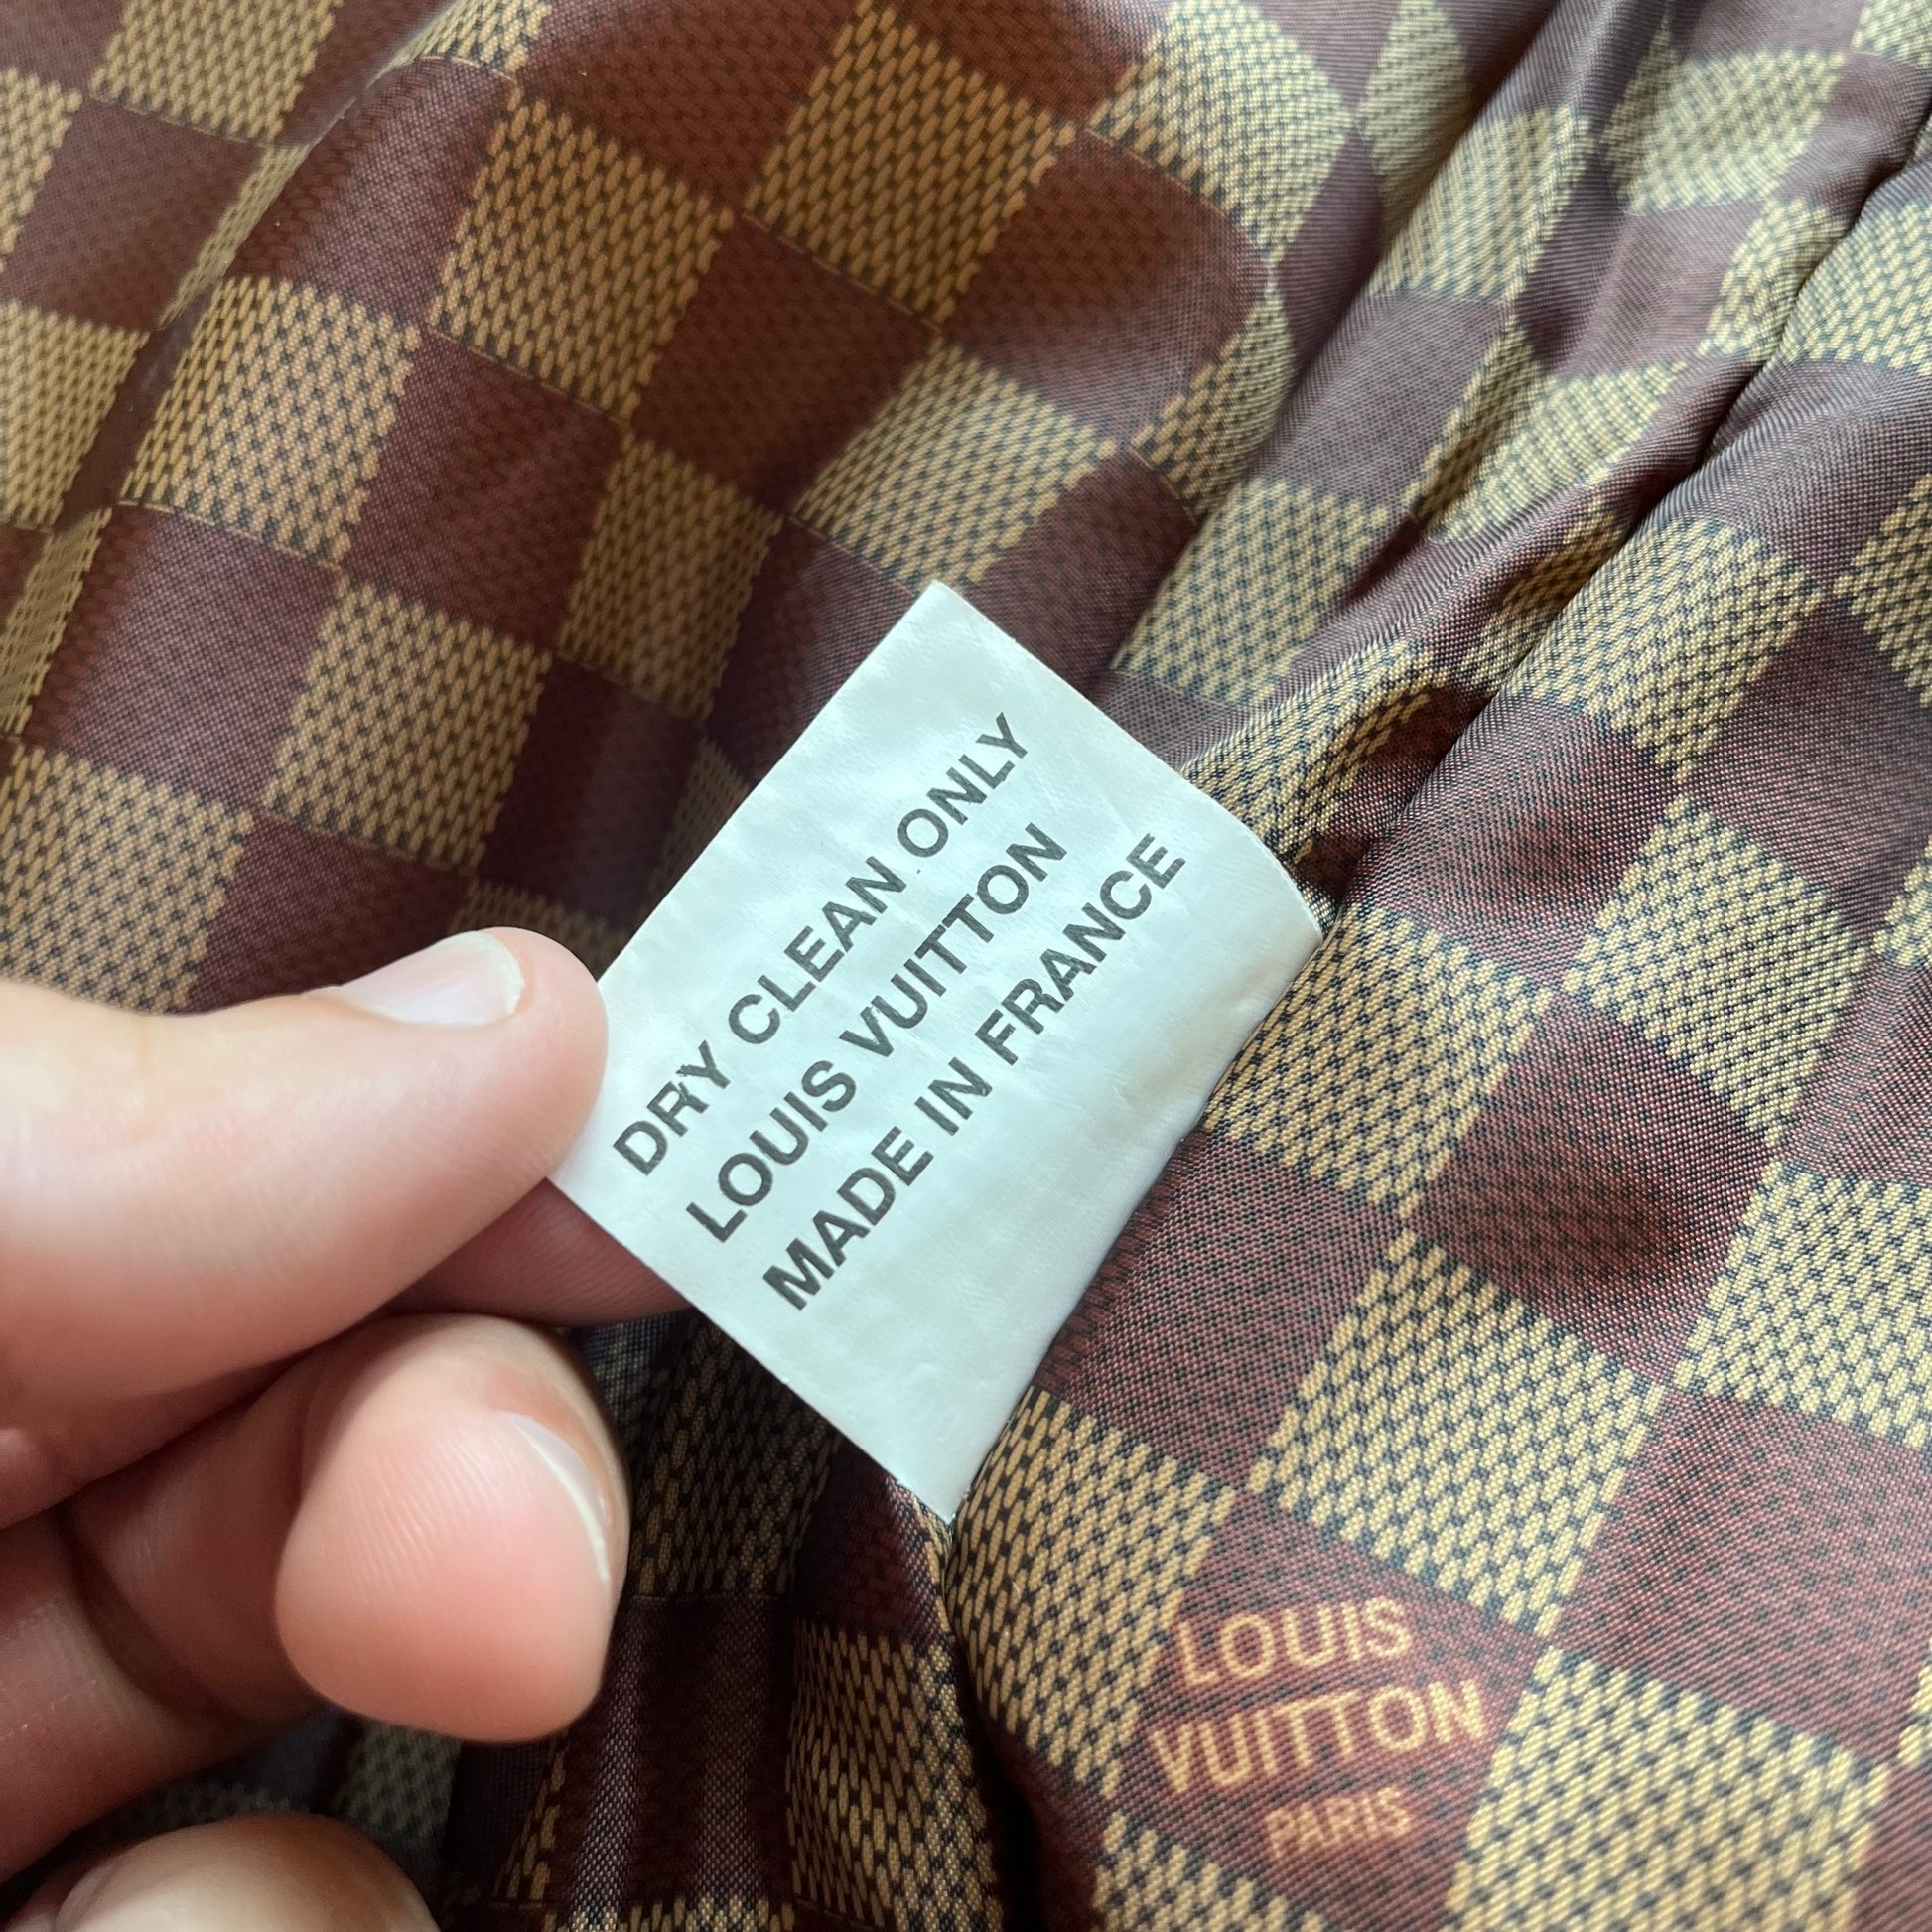 DRY CLEAN ONLY
LOUIS VUITTON
MADE IN FRANCE
LOUIS
VUITTON
PARIS